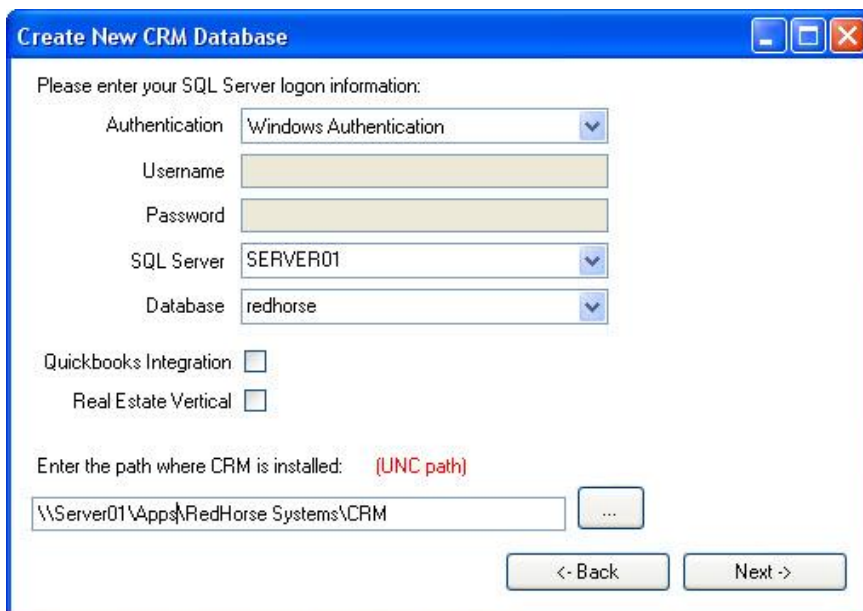 Create New CRM Database
Please enter your SQL Server logon information:
Authentication Windows Authentication
Username
Password
SQL Server SERVER01
Database redhorse
Quickbooks Integration
Real Estate Vertical
Enter the path where CRM is installed: (UNC path)
\\Server01\Apps\RedHorse Systems\CRM ...
<- Back Next ->